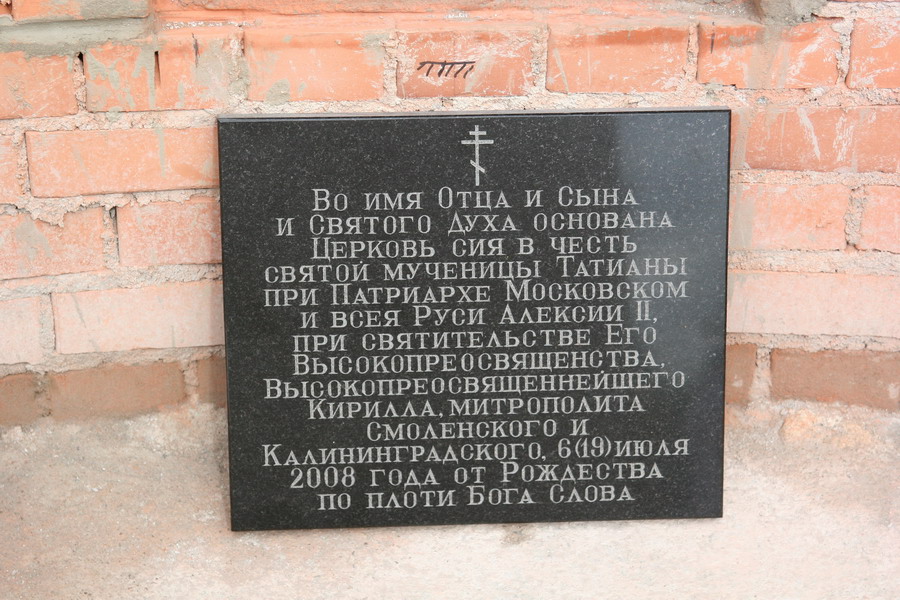 Во имя Отца и Сына
и Святого Духа основана
Церковь сия в честь
святой мученицы Татианы
при Патриархе Московском
и всея Руси Алексии II,
при святительстве Его
Высокопреосвященства,
Высокопреосвященнейшего
Кирилла, митрополита
Смоленского и
Калининградского, 6(19) июля
2008 года от Рождества
по плоти Бога Слова